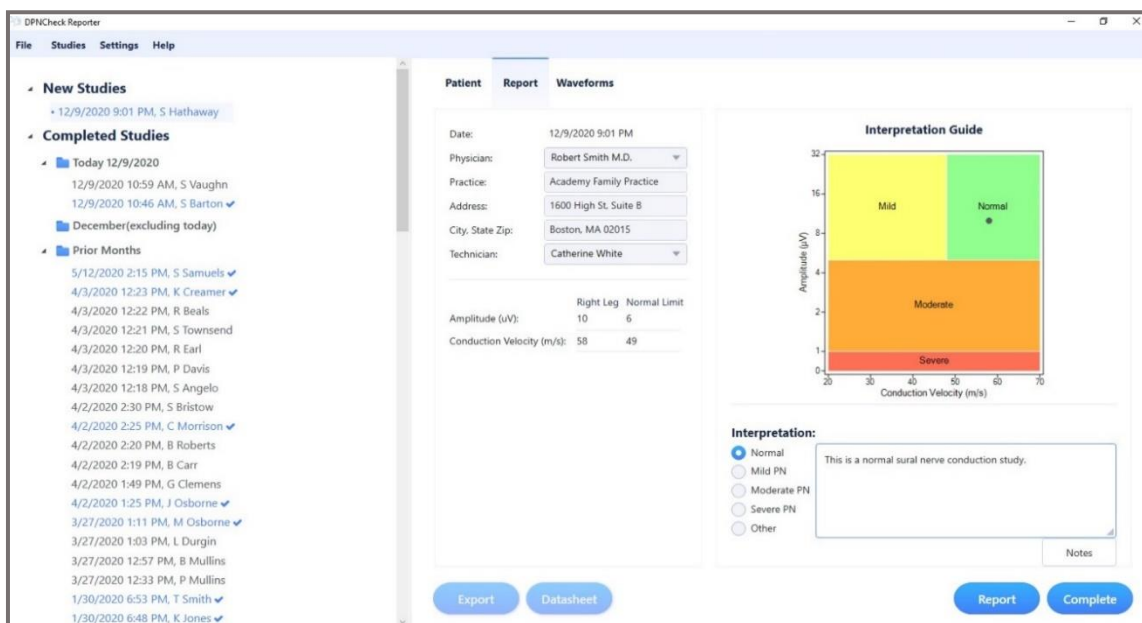 DPNCheck Reporter
File Studies Settings Help
New Studies
• 12/9/2020 9:01 PM, S Hathaway
Completed Studies
Today 12/9/2020
12/9/2020 10:59 AM, S Vaughn
12/9/2020 10:46 AM, S Barton ✔
December(excluding today)
Prior Months
5/12/2020 2:15 PM, S Samuels ✔
4/3/2020 12:23 PM, K Creamer ✔
4/3/2020 12:22 PM, R Beals
4/3/2020 12:21 PM, S Townsend
4/3/2020 12:20 PM, R Earl
4/3/2020 12:19 PM, P Davis
4/3/2020 12:18 PM, S Angelo
4/2/2020 2:30 PM, S Bristow
4/2/2020 2:25 PM, C Morrison ✔
4/2/2020 2:20 PM, B Roberts
4/2/2020 2:19 PM, B Carr
4/2/2020 1:49 PM, G Clemens
4/2/2020 1:25 PM, J Osborne ✔
3/27/2020 1:11 PM, M Osborne ✔
3/27/2020 1:03 PM, L Durgin
3/27/2020 12:57 PM, B Mullins
3/27/2020 12:33 PM, P Mullins
1/30/2020 6:53 PM, T Smith ✔
1/30/2020 6:48 PM, K Jones ✔
Patient Report Waveforms
Date: 12/9/2020 9:01 PM
Physician: Robert Smith M.D.
Practice: Academy Family Practice
Address: 1600 High St. Suite B
City, State Zip: Boston, MA 02015
Technician: Catherine White
Right Leg Normal Limit
Amplitude (uV): 10 6
Conduction Velocity (m/s): 58 49
Interpretation Guide
32
16
8
4
2
1
0
Amplitude (µV)
Mild
Normal
Moderate
Severe
20 30 40 50 60 70
Conduction Velocity (m/s)
Interpretation:
Normal
Mild PN
Moderate PN
Severe PN
Other
This is a normal sural nerve conduction study.
Notes
Export Datasheet Report Complete